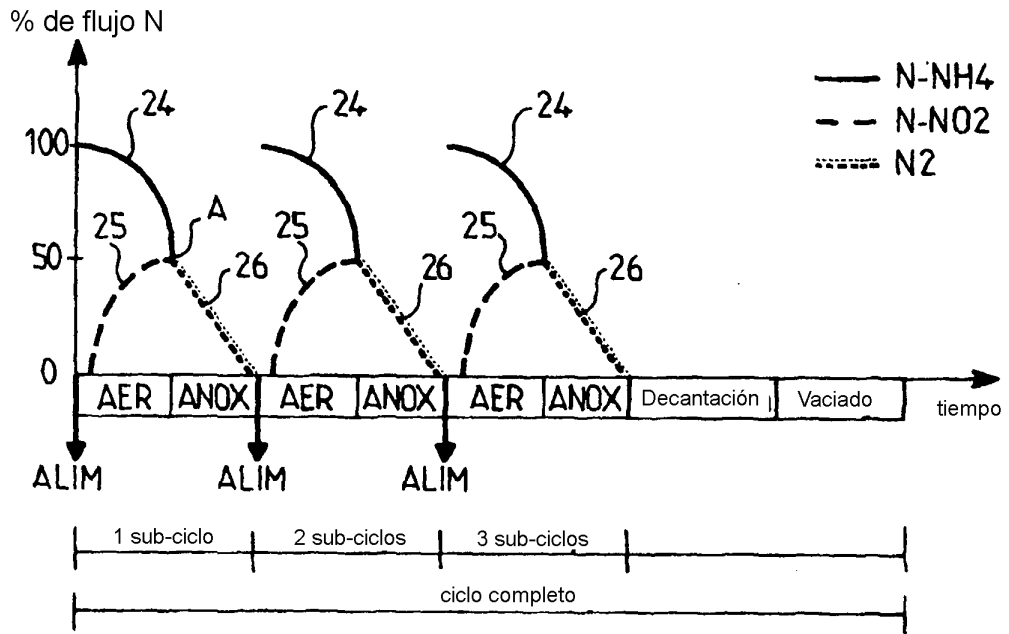 % de flujo N
24
24
24
N-NH4
N-NO2
N2
100
50
0
25
A
26
25
26
25
26
AER
ANOX
AER
ANOX
AER
ANOX
Decantación
Vaciado
tiempo
ALIM
ALIM
ALIM
1 sub-ciclo
2 sub-ciclos
3 sub-ciclos
ciclo completo